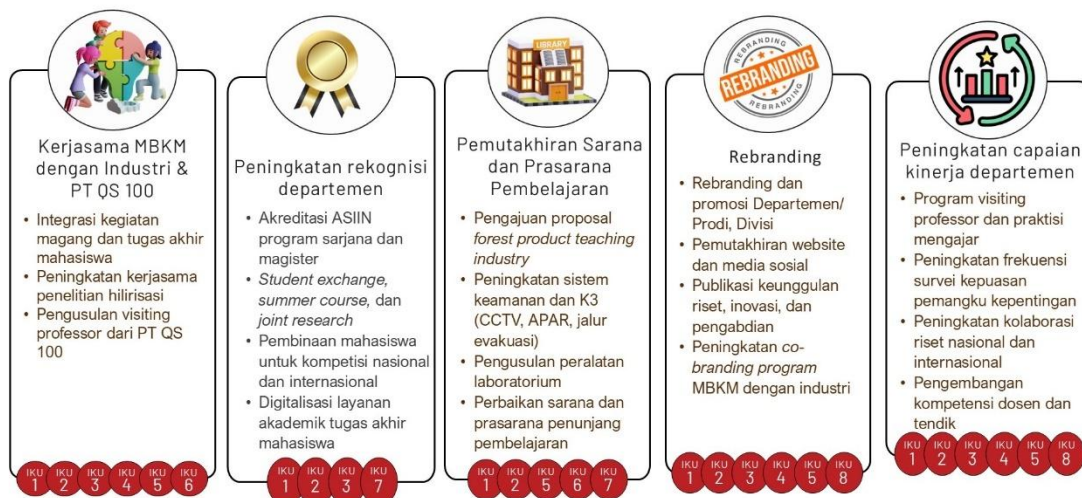 LIBRARY
REBRANDING
REBRANDING
REBRANDING
Kerjasama MBKM
dengan Industri &
PT QS 100
• Integrasi kegiatan
magang dan tugas akhir
mahasiswa
• Peningkatan kerjasama
penelitian hilirisasi
• Pengusulan visiting
professor dari PT QS
100
IKU
1
IKU
2
IKU
3
IKU
4
IKU
5
IKU
6
Peningkatan rekognisi
departemen
• Akreditasi ASIIN
program sarjana dan
magister
• Student exchange,
summer course, dan
joint research
• Pembinaan mahasiswa
untuk kompetisi nasional
dan internasional
• Digitalisasi layanan
akademik tugas akhir
mahasiswa
IKU
1
IKU
2
IKU
3
IKU
7
Pemutakhiran Sarana
dan Prasarana
Pembelajaran
• Pengajuan proposal
forest product teaching
industry
• Peningkatan sistem
keamanan dan K3
(CCTV, APAR, jalur
evakuasi)
• Pengusulan peralatan
laboratorium
• Perbaikan sarana dan
prasarana penunjang
pembelajaran
IKU
1
IKU
2
IKU
5
IKU
6
IKU
7
Rebranding
• Rebranding dan
promosi Departemen/
Prodi, Divisi
• Pemutakhiran website
dan media sosial
• Publikasi keunggulan
riset, inovasi, dan
pengabdian
• Peningkatan co-
branding program
MBKM dengan industri
IKU
1
IKU
2
IKU
3
IKU
4
IKU
5
IKU
8
Peningkatan capaian
kinerja departemen
• Program visiting
professor dan praktisi
mengajar
• Peningkatan frekuensi
survei kepuasan
pemangku kepentingan
• Peningkatan kolaborasi
riset nasional dan
internasional
• Pengembangan
kompetensi dosen dan
tendik
IKU
1
IKU
2
IKU
3
IKU
4
IKU
5
IKU
8